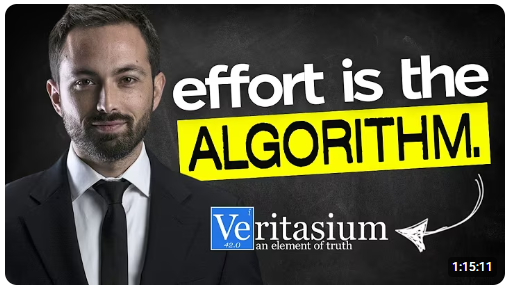 effort is the
ALGORITHM.
Veritasium
42.0
an element of truth
1:15:11